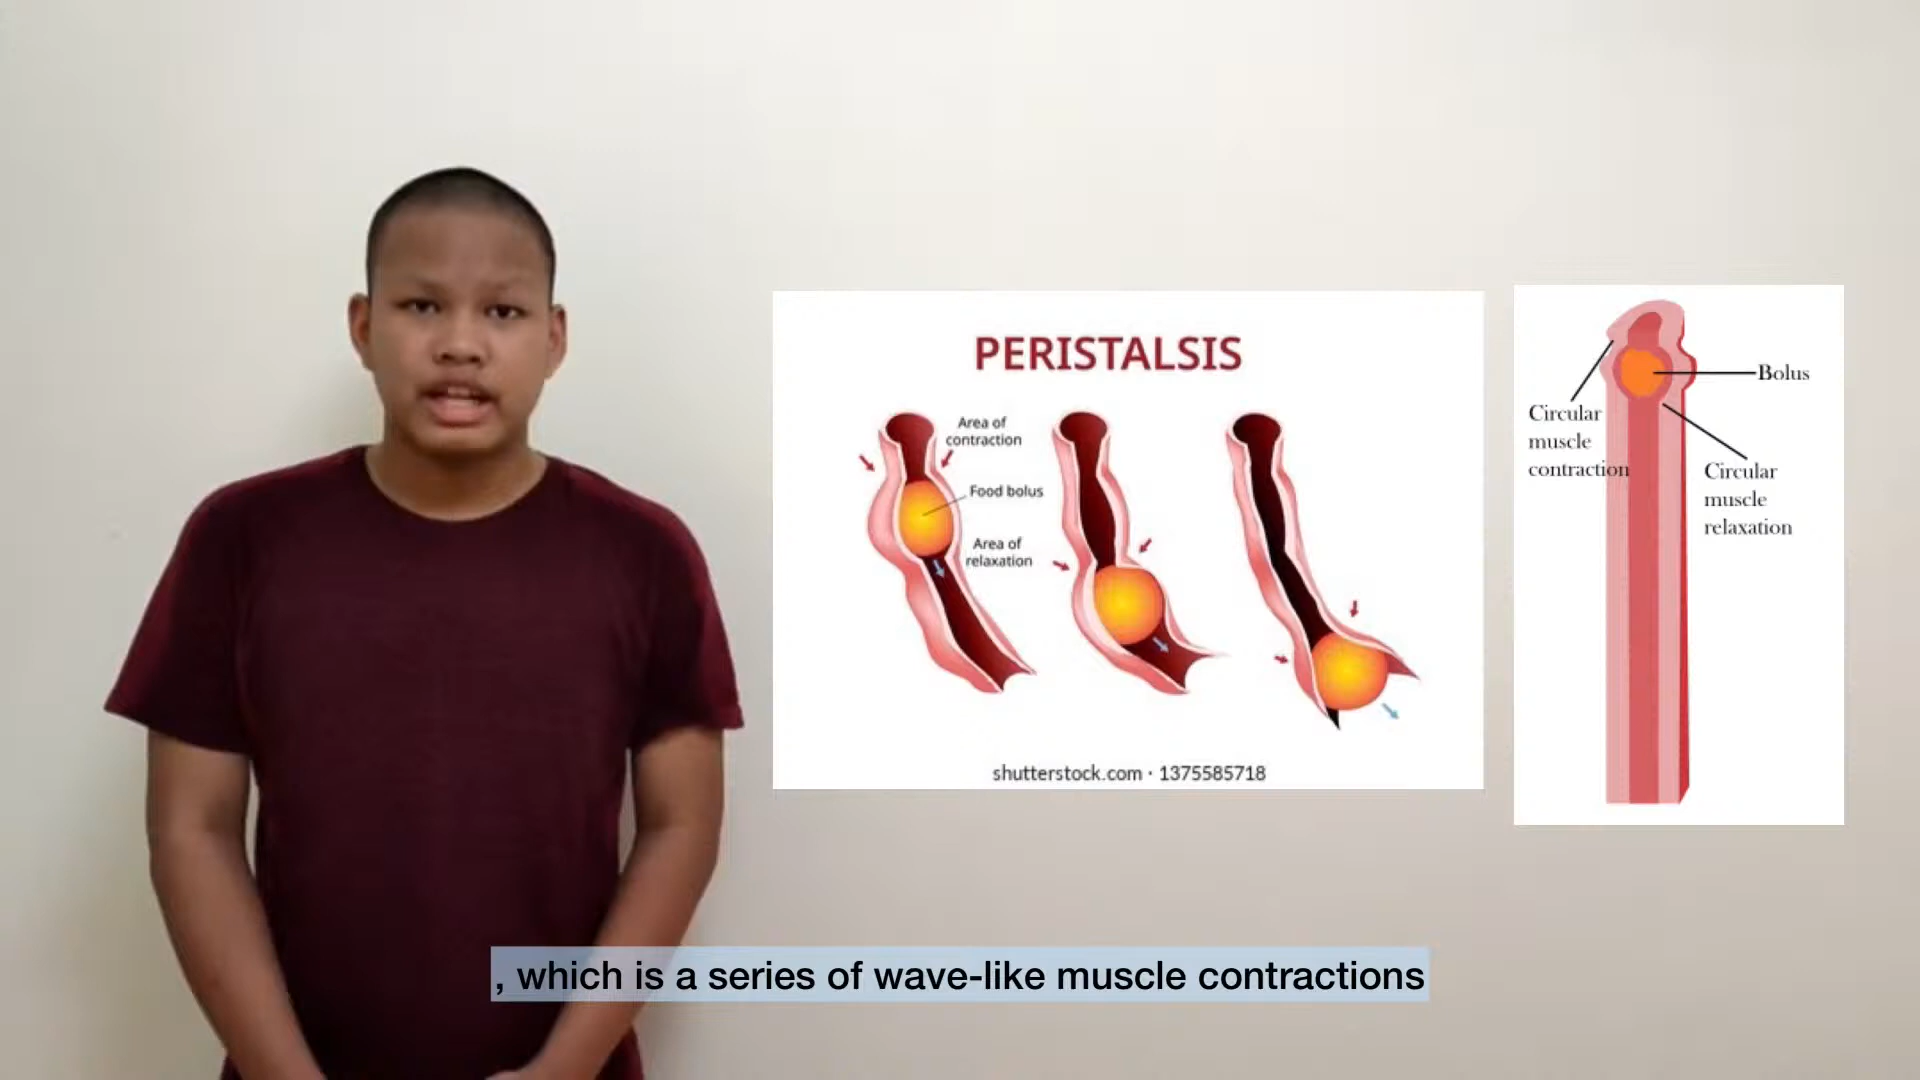 PERISTALSIS
Area of
contraction
Food bolus
Area of
relaxation
shutterstock.com · 1375585718
Bolus
Circular
muscle
contraction
Circular
muscle
relaxation
, which is a series of wave-like muscle contractions